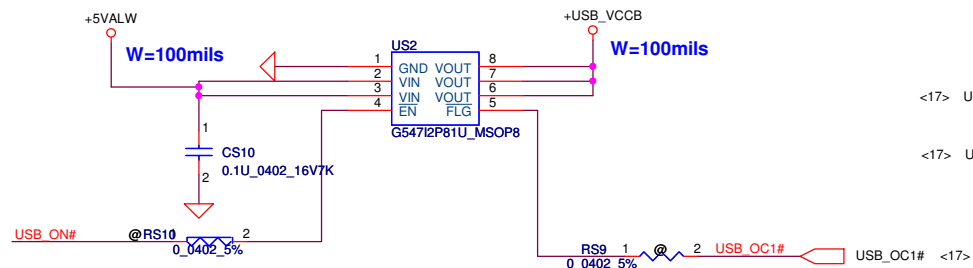 +5VALW
W=100mils
+USB_VCCB
W=100mils
US2
1 GND VOUT 8
2 VIN VOUT 7
3 VIN VOUT 6
4 EN FLG 5
G547I2P81U_MSOP8
1
CS10
0.1U_0402_16V7K
2
<17> U
<17> U
USB_ON#
@RS10 1 2
0_0402_5%
RS9 1 @ 2
0_0402_5%
USB_OC1#
USB_OC1# <17>